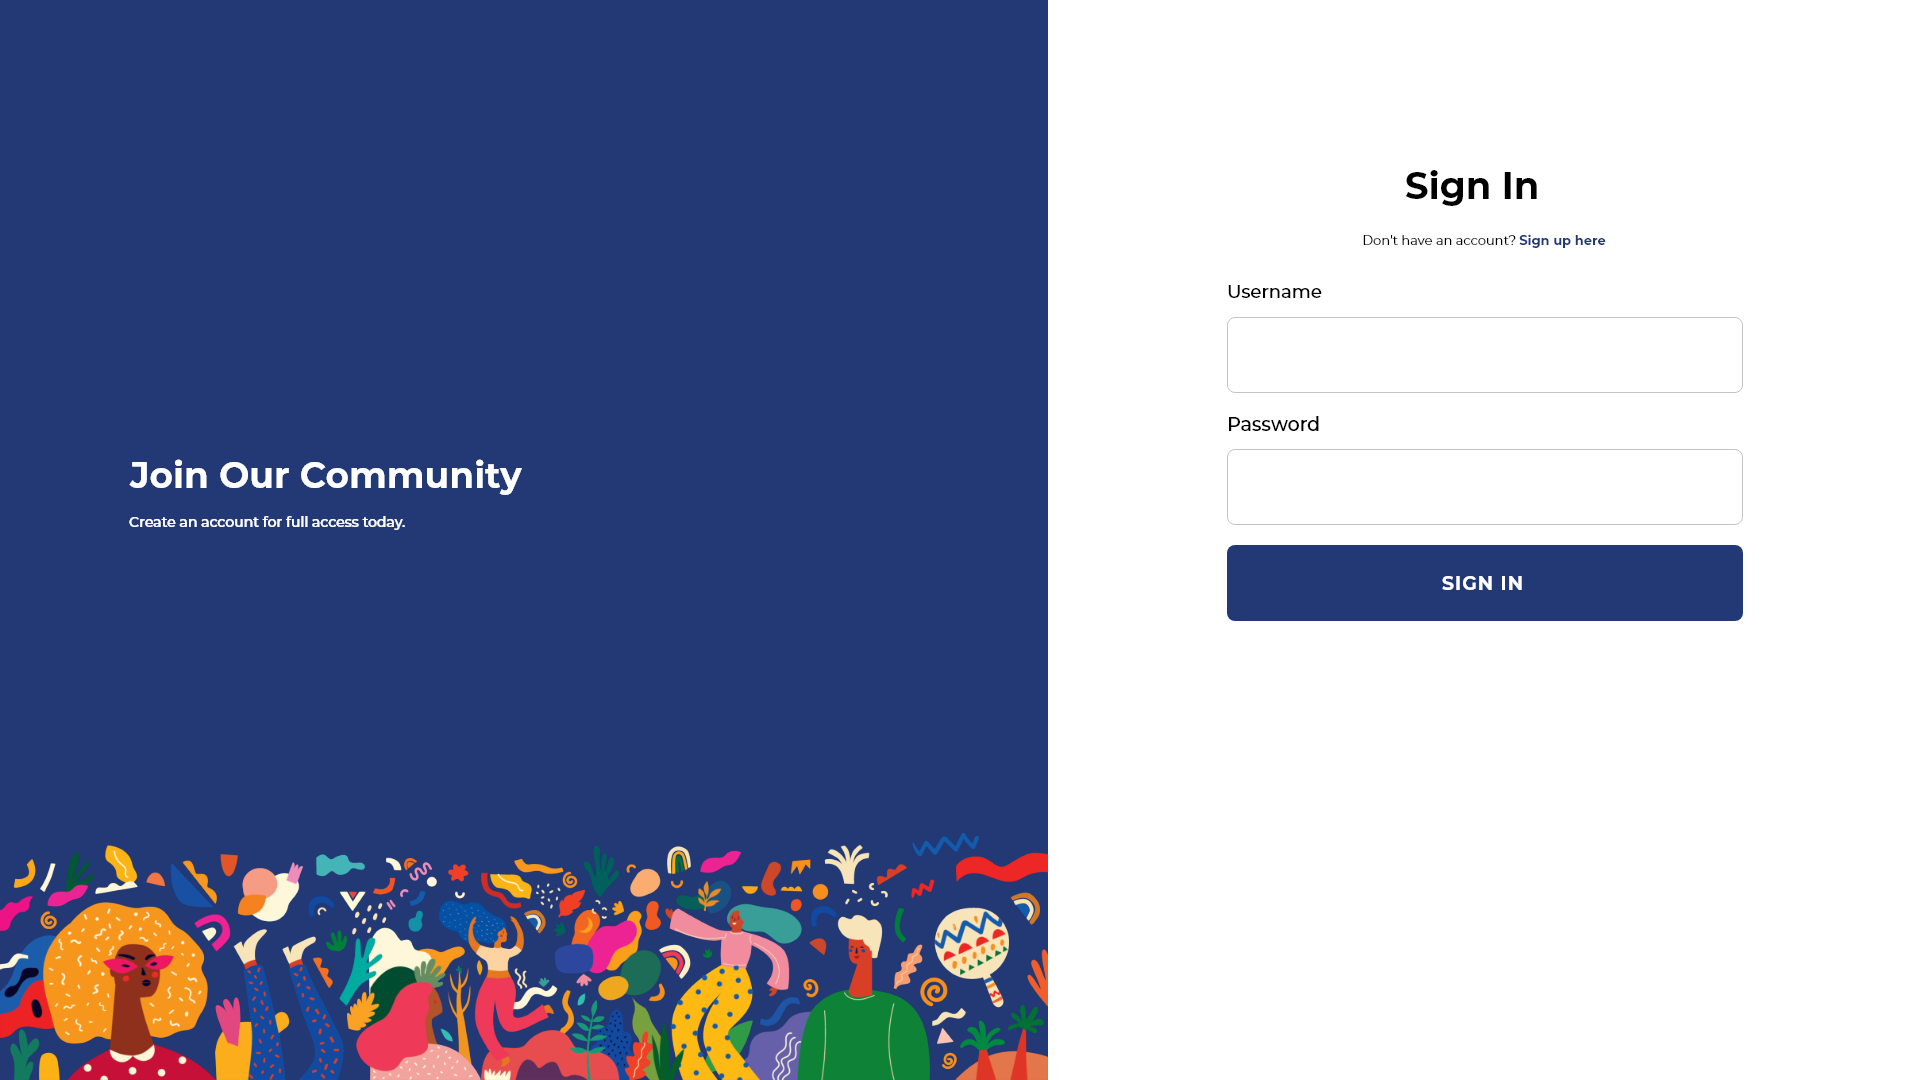 Join Our Community
Create an account for full access today.
Sign In
Don't have an account? Sign up here
Username
Password
SIGN IN